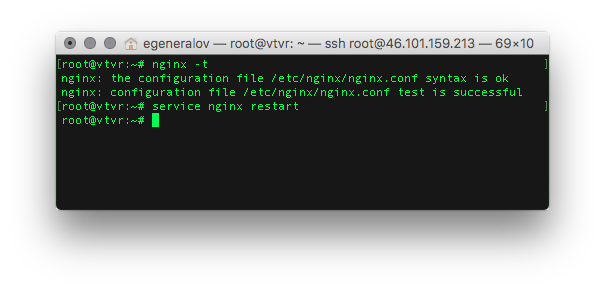 egeneralov — root@vtvr: ~ — ssh root@46.101.159.213 — 69×10
[root@vtvr:~# nginx -t ]
nginx: the configuration file /etc/nginx/nginx.conf syntax is ok
nginx: configuration file /etc/nginx/nginx.conf test is successful
[root@vtvr:~# service nginx restart ]
root@vtvr:~#